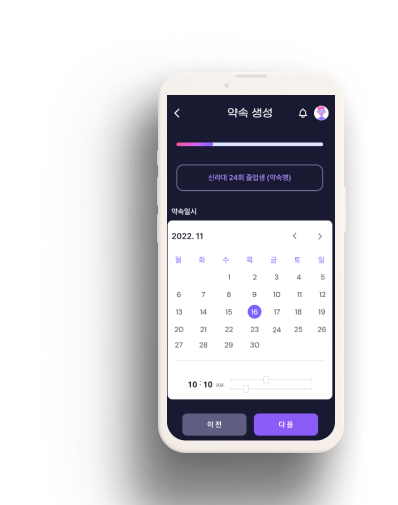 약속 생성
신라대 24회 졸업생 (약속명)
약속일시
2022. 11
월 화 수 목 금 토 일
1 2 3 4 5
6 7 8 9 10 11 12
13 14 15 16 17 18 19
20 21 22 23 24 25 26
27 28 29 30
10 : 10 AM
이전 다음